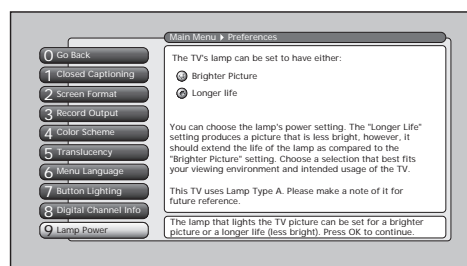 Main Menu ▸ Preferences
0 Go Back
1 Closed Captioning
2 Screen Format
3 Record Output
4 Color Scheme
5 Translucency
6 Menu Language
7 Button Lighting
8 Digital Channel Info
9 Lamp Power
The TV's lamp can be set to have either:
Brighter Picture
Longer life
You can choose the lamp's power setting. The "Longer Life"
setting produces a picture that is less bright, however, it
should extend the life of the lamp as compared to the
"Brighter Picture" setting. Choose a selection that best fits
your viewing environment and intended usage of the TV.
This TV uses Lamp Type A. Please make a note of it for
future reference.
The lamp that lights the TV picture can be set for a brighter
picture or a longer life (less bright). Press OK to continue.